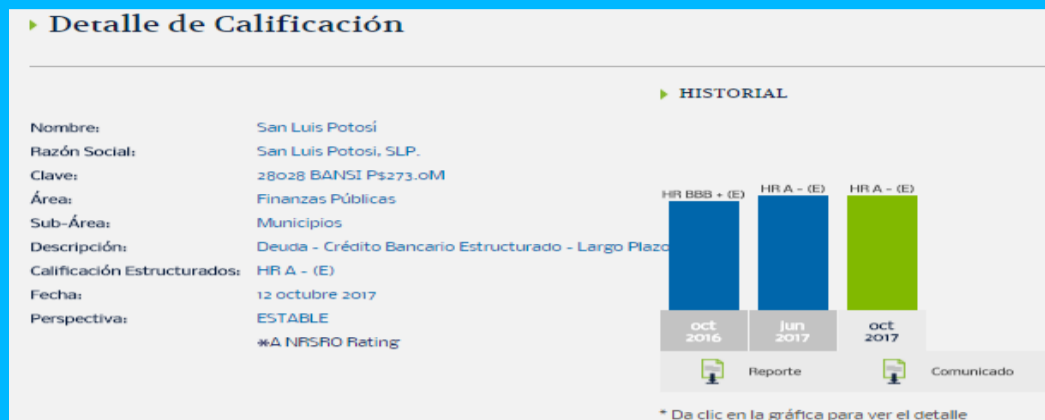 Detalle de Calificación
HISTORIAL
Nombre: San Luis Potosí
Razón Social: San Luis Potosi, SLP.
Clave: 28028 BANSI P$273.0M
Área: Finanzas Públicas
Sub-Área: Municipios
Descripción: Deuda - Crédito Bancario Estructurado - Largo Plazo
Calificación Estructurados: HR A - (E)
Fecha: 12 octubre 2017
Perspectiva: ESTABLE
*A NRSRO Rating
HR BBB + (E) HR A - (E) HR A - (E)
oct 2016 jun 2017 oct 2017
Reporte Comunicado
* Da clic en la gráfica para ver el detalle